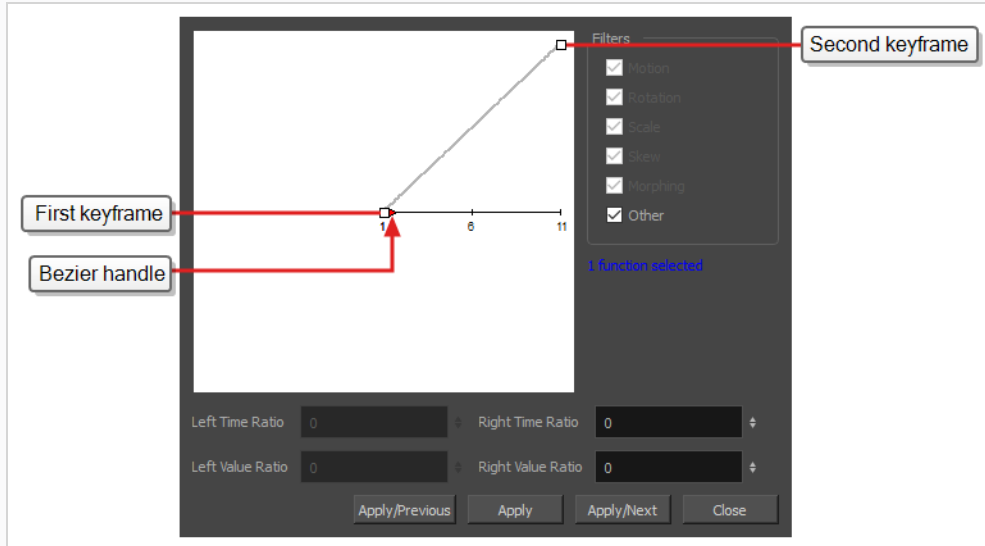 Filters
Second keyframe
Motion
Rotation
Scale
Skew
Morphing
Other
First keyframe
1 6 11
Bezier handle
1 function selected
Left Time Ratio 0 Right Time Ratio 0
Left Value Ratio 0 Right Value Ratio 0
Apply/Previous Apply Apply/Next Close